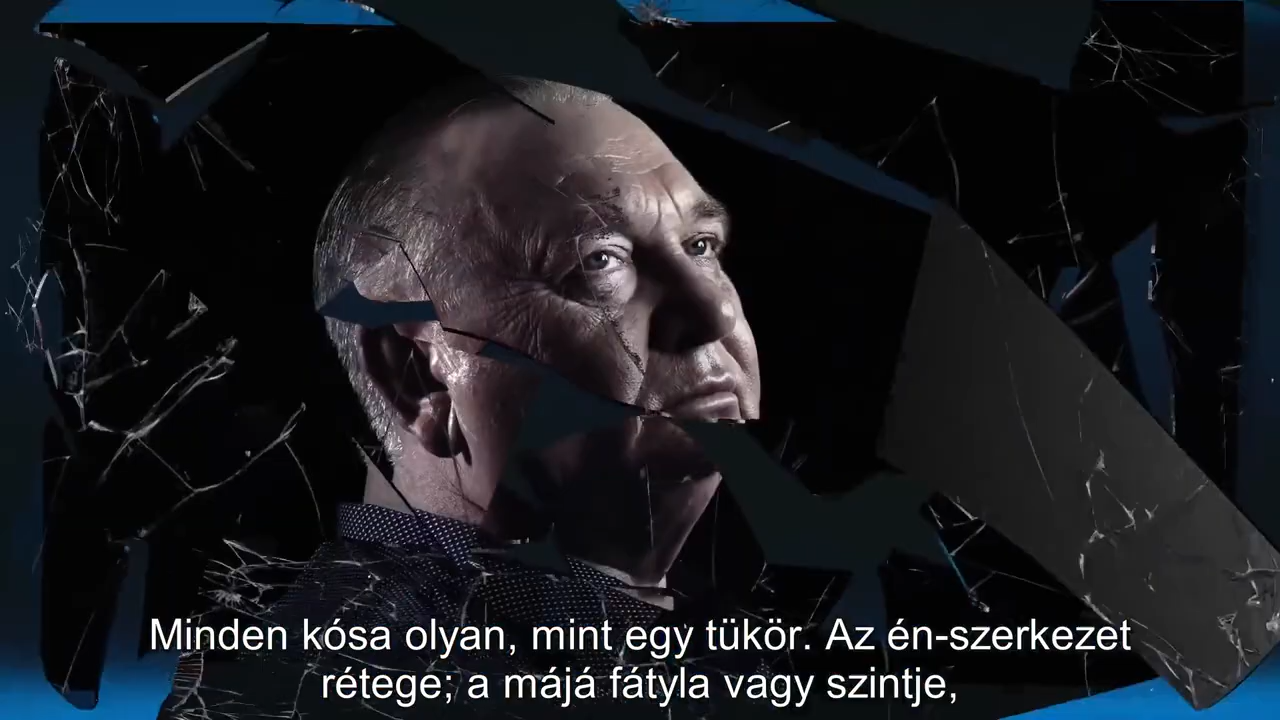 Minden kósa olyan, mint egy tükör. Az én-szerkezet
rétege; a májá fátyla vagy szintje,